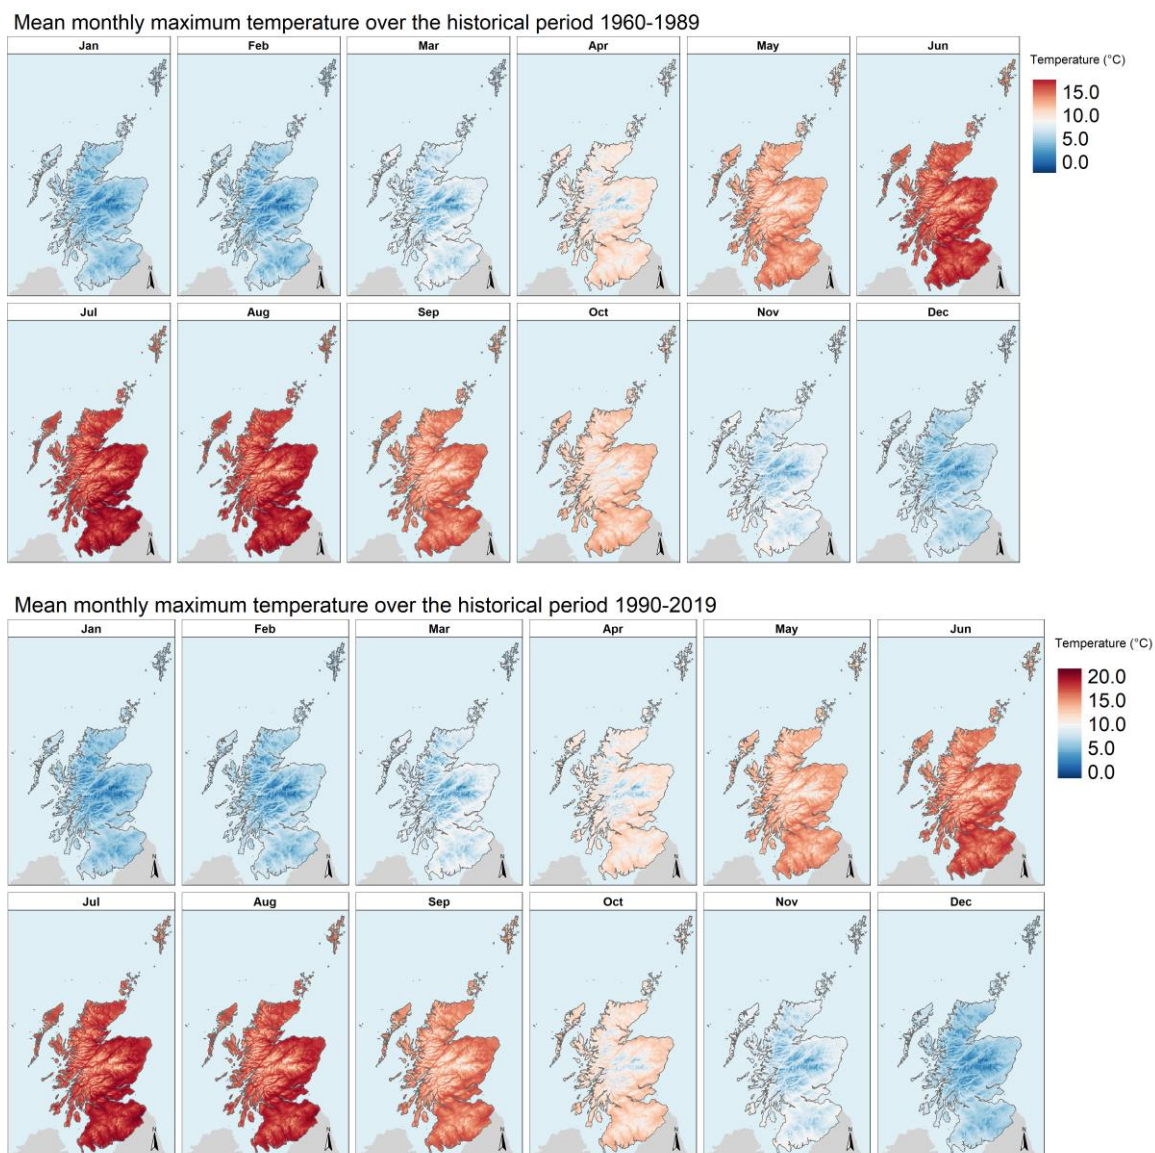 Mean monthly maximum temperature over the historical period 1960-1989
Jan Feb Mar Apr May Jun
Temperature (°C)
15.0
10.0
5.0
0.0
N N N N N N
Jul Aug Sep Oct Nov Dec
N N N N N N
Mean monthly maximum temperature over the historical period 1990-2019
Jan Feb Mar Apr May Jun
Temperature (°C)
20.0
15.0
10.0
5.0
0.0
N N N N N N
Jul Aug Sep Oct Nov Dec
N N N N N N